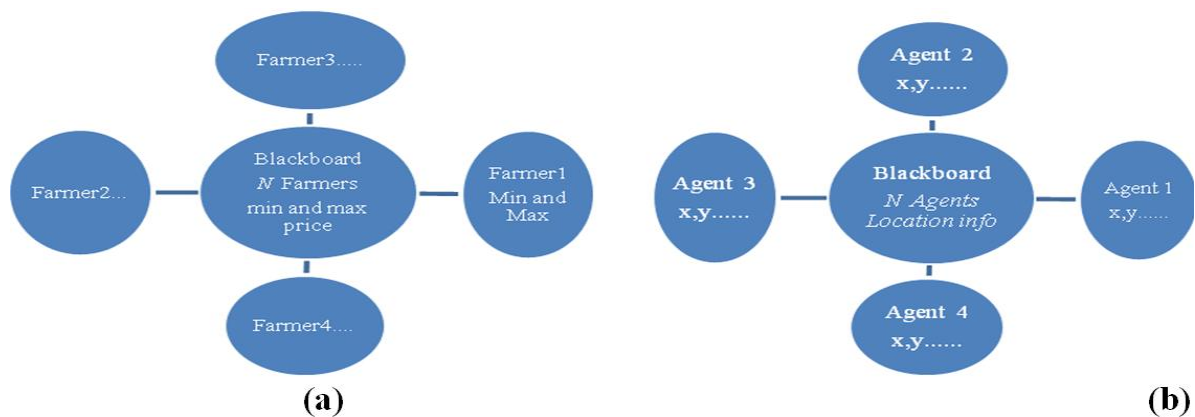 Farmer3.....
Farmer2...
Blackboard
N Farmers
min and max
price
Farmer1
Min and
Max
Farmer4....
(a)
Agent 2
x,y......
Agent 3
x,y......
Blackboard
N Agents
Location info
Agent 1
x,y......
Agent 4
x,y......
(b)